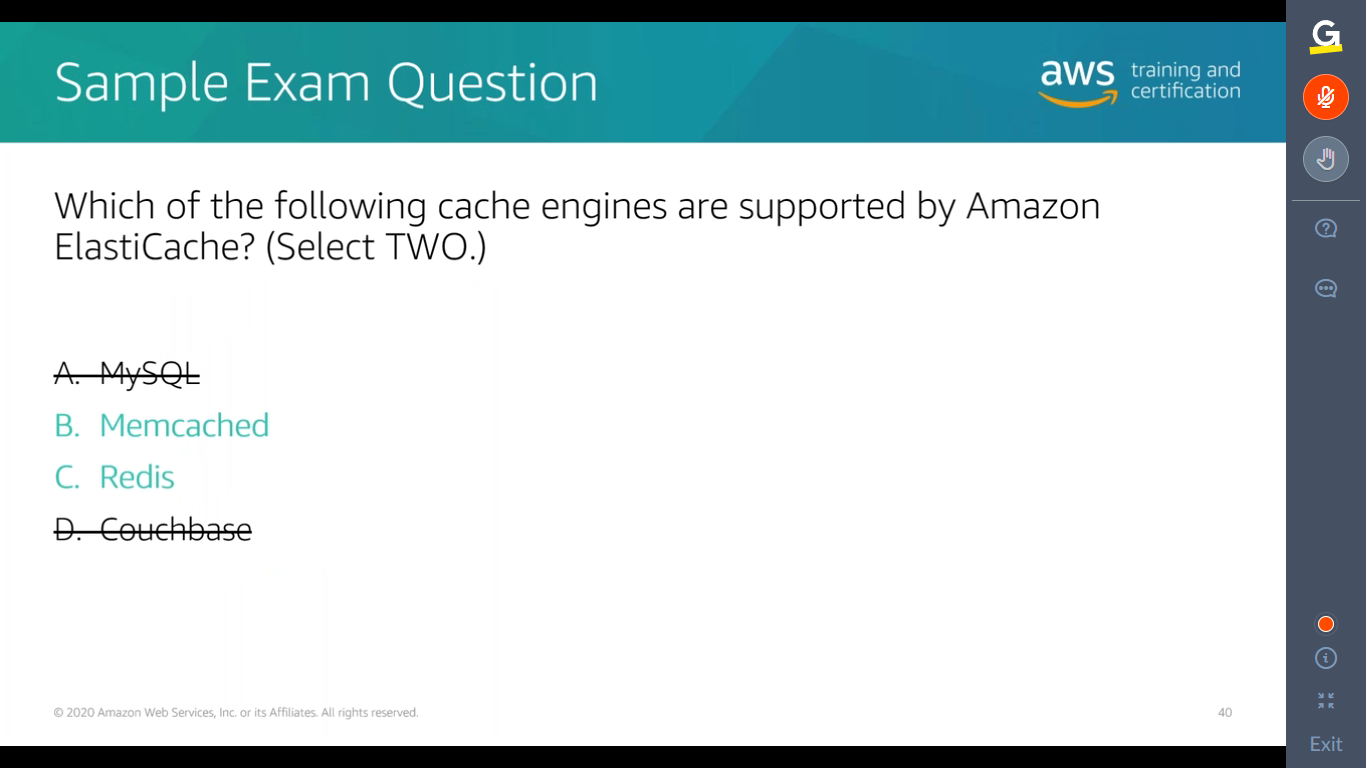 Sample Exam Question
aws training and
certification
Which of the following cache engines are supported by Amazon
ElastiCache? (Select TWO.)
A. MySQL
B. Memcached
C. Redis
D. Couchbase
© 2020 Amazon Web Services, Inc. or its Affiliates. All rights reserved.
40
G
Exit